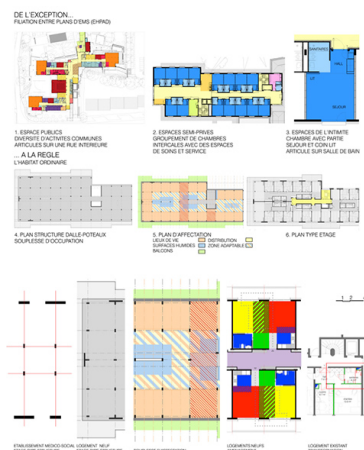 DE L'EXCEPTION...
FILIATION ENTRE PLANS D'EMS (EHPAD)
SANITAIRES
HALL
LIT
SEJOUR
1. ESPACE PUBLICS
DIVERSITE D'ACTIVITES COMMUNES
ARTICULES SUR UNE RUE INTERIEURE
2. ESPACES SEMI-PRIVES
GROUPEMENT DE CHAMBRES
INTERCALES AVEC DES ESPACES
DE SOINS ET SERVICE
3. ESPACES DE L'INTIMITE
CHAMBRE AVEC PARTIE
SEJOUR ET COIN LIT
ARTICULE SUR SALLE DE BAIN
... A LA REGLE
L'HABITAT ORDINAIRE
4. PLAN STRUCTURE DALLE-POTEAUX
SOUPLESSE D'OCCUPATION
5. PLAN D'AFFECTATION
LIEUX DE VIE
SURFACES HUMIDES
BALCONS
DISTRIBUTION
ZONE ADAPTABLE
6. PLAN TYPE ETAGE
ETABLISSEMENT MEDICO SOCIAL
LOGEMENT NEUF
LOGEMENTS NEUFS
LOGEMENT EXISTANT